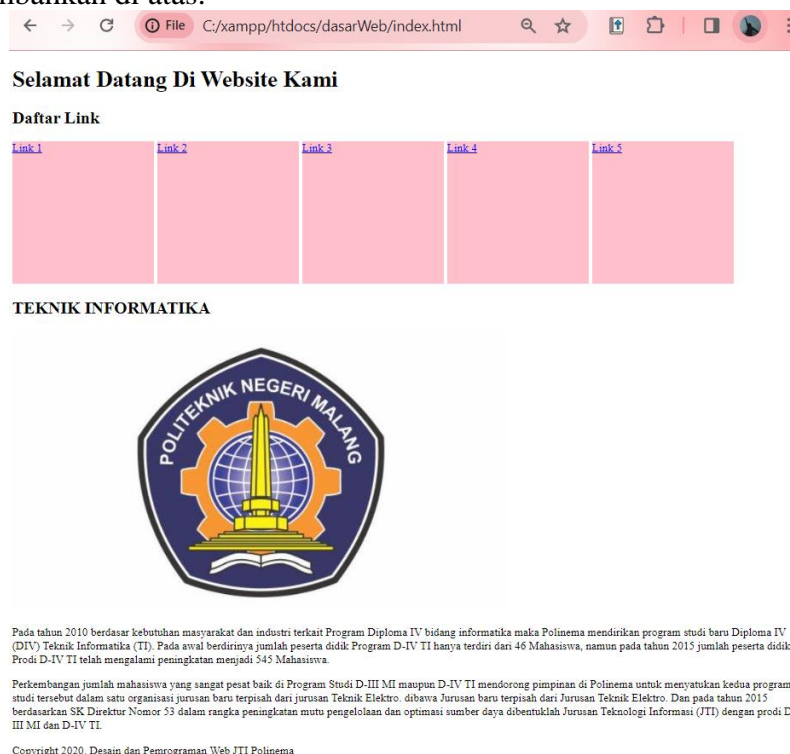 di atas.
File C:/xampp/htdocs/dasarWeb/index.html
Selamat Datang Di Website Kami
Daftar Link
Link 1 Link 2 Link 3 Link 4 Link 5
TEKNIK INFORMATIKA
POLITEKNIK NEGERI MALANG
Pada tahun 2010 berdasar kebutuhan masyarakat dan industri terkait Program Diploma IV bidang informatika maka Polinema mendirikan program studi baru Diploma IV
(DIV) Teknik Informatika (TI). Pada awal berdirinya jumlah peserta didik Program D-IV TI hanya terdiri dari 46 Mahasiswa, namun pada tahun 2015 jumlah peserta didik
Prodi D-IV TI telah mengalami peningkatan menjadi 545 Mahasiswa.
Perkembangan jumlah mahasiswa yang sangat pesat baik di Program Studi D-III MI maupun D-IV TI mendorong pimpinan di Polinema untuk menyatukan kedua program
studi tersebut dalam satu organisasi jurusan baru terpisah dari jurusan Teknik Elektro. dibawa Jurusan baru terpisah dari Jurusan Teknik Elektro. Dan pada tahun 2015
berdasarkan SK Direktur Nomor 53 dalam rangka peningkatan mutu pengelolaan dan optimasi sumber daya dibentuklah Jurusan Teknologi Informasi (JTI) dengan prodi D
III MI dan D-IV TI.
Copyright 2020. Desain dan Pemrograman Web JTI Polinema